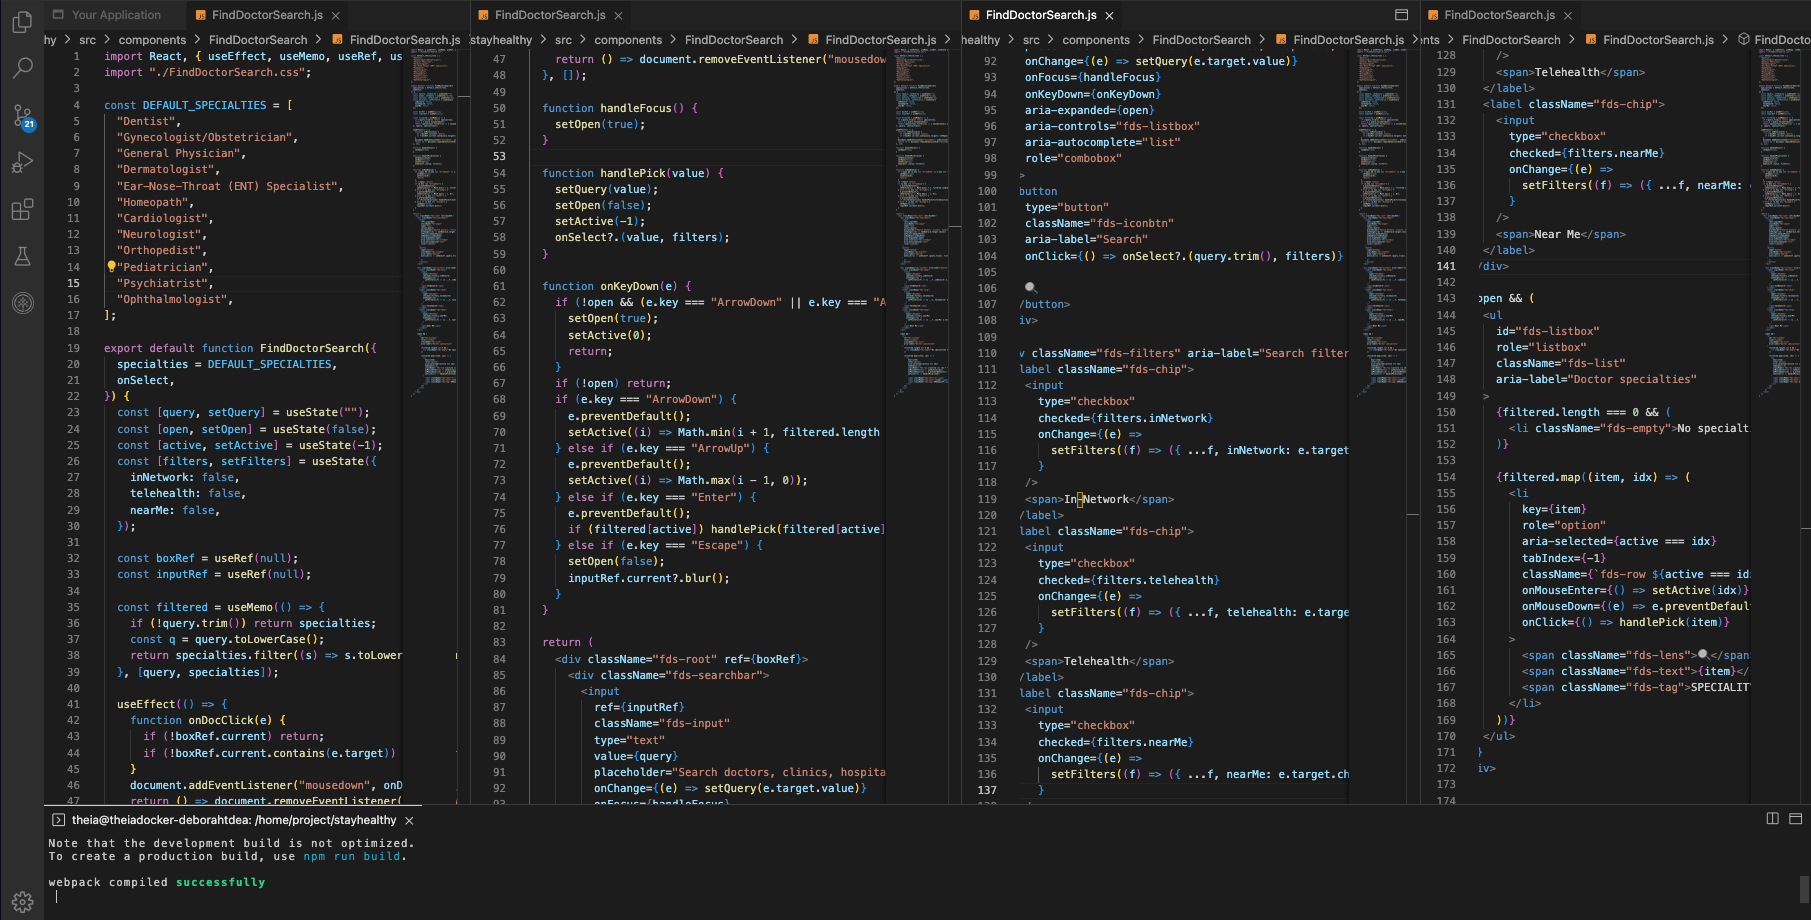 Your Application
FindDoctorSearch.js
hy > src > components > FindDoctorSearch > FindDoctorSearch.js
1 import React, { useEffect, useMemo, useRef, us
2 import "./FindDoctorSearch.css";
3
4 const DEFAULT_SPECIALTIES = [
5 "Dentist",
6 "Gynecologist/Obstetrician",
7 "General Physician",
8 "Dermatologist",
9 "Ear-Nose-Throat (ENT) Specialist",
10 "Homeopath",
11 "Cardiologist",
12 "Neurologist",
13 "Orthopedist",
14 "Pediatrician",
15 "Psychiatrist",
16 "Ophthalmologist",
17 ];
18
19 export default function FindDoctorSearch({
20 specialties = DEFAULT_SPECIALTIES,
21 onSelect,
22 }) {
23 const [query, setQuery] = useState("");
24 const [open, setOpen] = useState(false);
25 const [active, setActive] = useState(-1);
26 const [filters, setFilters] = useState({
27 inNetwork: false,
28 telehealth: false,
29 nearMe: false,
30 });
31
32 const boxRef = useRef(null);
33 const inputRef = useRef(null);
34
35 const filtered = useMemo(() => {
36 if (!query.trim()) return specialties;
37 const q = query.toLowerCase();
38 return specialties.filter((s) => s.toLower
39 }, [query, specialties]);
40
41 useEffect(() => {
42 function onDocClick(e) {
43 if (!boxRef.current) return;
44 if (!boxRef.current.contains(e.target))
45 }
46 document.addEventListener("mousedown", onD
47 return () => document.removeEventListener(
FindDoctorSearch.js
stayhealthy > src > components > FindDoctorSearch > FindDoctorSearch.js >
47 return () => document.removeEventListener("mousedow
48 }, []);
49
50 function handleFocus() {
51 setOpen(true);
52 }
53
54 function handlePick(value) {
55 setQuery(value);
56 setOpen(false);
57 setActive(-1);
58 onSelect?.(value, filters);
59 }
60
61 function onKeyDown(e) {
62 if (!open && (e.key === "ArrowDown" || e.key === "A
63 setOpen(true);
64 setActive(0);
65 return;
66 }
67 if (!open) return;
68 if (e.key === "ArrowDown") {
69 e.preventDefault();
70 setActive((i) => Math.min(i + 1, filtered.length
71 } else if (e.key === "ArrowUp") {
72 e.preventDefault();
73 setActive((i) => Math.max(i - 1, 0));
74 } else if (e.key === "Enter") {
75 e.preventDefault();
76 if (filtered[active]) handlePick(filtered[active]
77 } else if (e.key === "Escape") {
78 setOpen(false);
79 inputRef.current?.blur();
80 }
81 }
82
83 return (
84 <div className="fds-root" ref={boxRef}>
85 <div className="fds-searchbar">
86 <input
87 ref={inputRef}
88 className="fds-input"
89 type="text"
90 value={query}
91 placeholder="Search doctors, clinics, hospita
92 onChange={(e) => setQuery(e.target.value)}
93 onFocus={handleFocus}
FindDoctorSearch.js
healthy > src > components > FindDoctorSearch > FindDoctorSearch.js >
92 onChange={(e) => setQuery(e.target.value)}
93 onFocus={handleFocus}
94 onKeyDown={onKeyDown}
95 aria-expanded={open}
96 aria-controls="fds-listbox"
97 aria-autocomplete="list"
98 role="combobox"
99 >
100 button
101 type="button"
102 className="fds-iconbtn"
103 aria-label="Search"
104 onClick={() => onSelect?.(query.trim(), filters)}
105
106 🔍
107 /button>
108 iv>
109
110 v className="fds-filters" aria-label="Search filter
111 label className="fds-chip">
112 <input
113 type="checkbox"
114 checked={filters.inNetwork}
115 onChange={(e) =>
116 setFilters((f) => ({ ...f, inNetwork: e.target
117 }
118 />
119 <span>In-Network</span>
120 /label>
121 label className="fds-chip">
122 <input
123 type="checkbox"
124 checked={filters.telehealth}
125 onChange={(e) =>
126 setFilters((f) => ({ ...f, telehealth: e.targe
127 }
128 />
129 <span>Telehealth</span>
130 /label>
131 label className="fds-chip">
132 <input
133 type="checkbox"
134 checked={filters.nearMe}
135 onChange={(e) =>
136 setFilters((f) => ({ ...f, nearMe: e.target.ch
137 }
FindDoctorSearch.js
ents > FindDoctorSearch > FindDoctorSearch.js > FindDocto
128 />
129 <span>Telehealth</span>
130 </label>
131 <label className="fds-chip">
132 <input
133 type="checkbox"
134 checked={filters.nearMe}
135 onChange={(e) =>
136 setFilters((f) => ({ ...f, nearMe:
137 }
138 />
139 <span>Near Me</span>
140 </label>
141 /div>
142
143 open && (
144 <ul
145 id="fds-listbox"
146 role="listbox"
147 className="fds-list"
148 aria-label="Doctor specialties"
149 >
150 {filtered.length === 0 && (
151 <li className="fds-empty">No specialt
152 )}
153
154 {filtered.map((item, idx) => (
155 <li
156 key={item}
157 role="option"
158 aria-selected={active === idx}
159 tabIndex={-1}
160 className={`fds-row ${active === id
161 onMouseEnter={() => setActive(idx)}
162 onMouseDown={(e) => e.preventDefaul
163 onClick={() => handlePick(item)}
164 >
165 <span className="fds-lens">🔍</span
166 <span className="fds-text">{item}</
167 <span className="fds-tag">SPECIALIT
168 </li>
169 ))}
170 </ul>
171 }
172 iv>
173
174
21
theia@theiadocker-deborahtdea: /home/project/stayhealthy
Note that the development build is not optimized.
To create a production build, use npm run build.
webpack compiled successfully